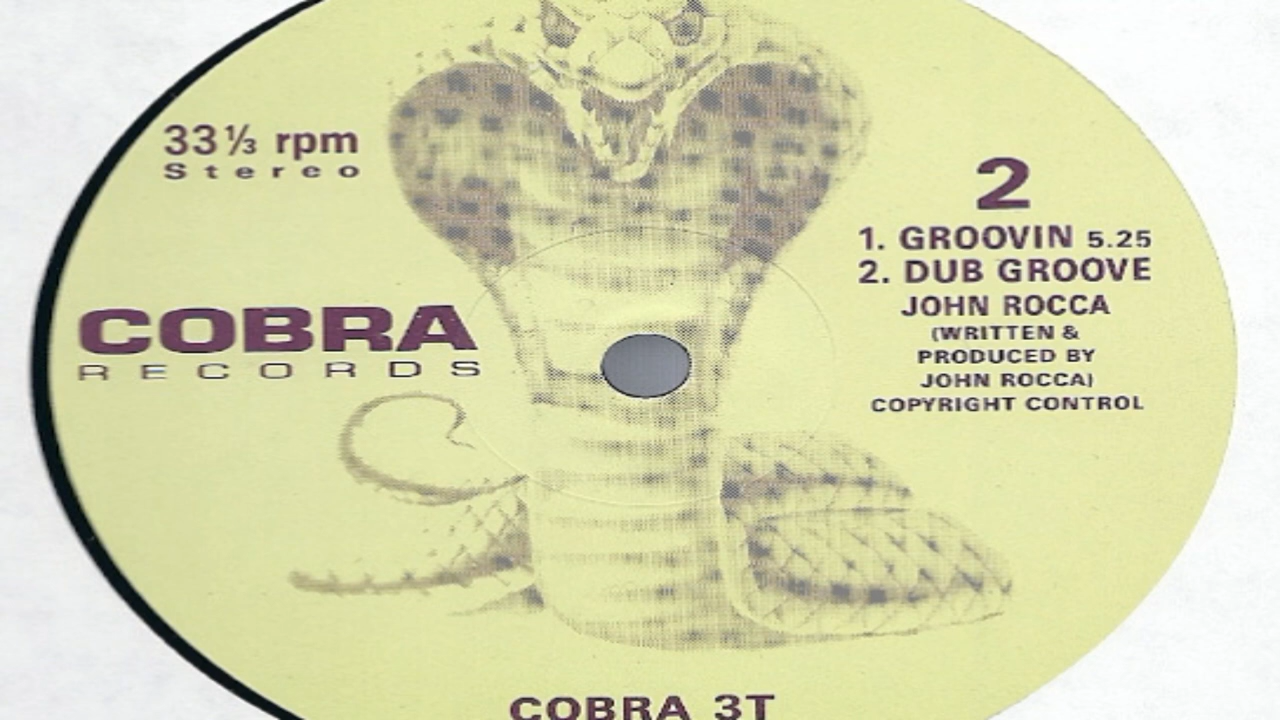 33⅓ rpm
Stereo
COBRA
RECORDS
2
1. GROOVIN 5.25
2. DUB GROOVE
JOHN ROCCA
(WRITTEN &
PRODUCED BY
JOHN ROCCA)
COPYRIGHT CONTROL
COBRA 3T